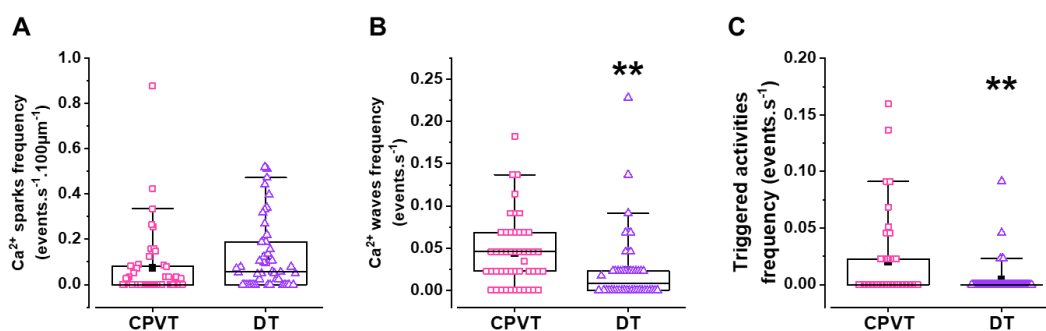 A
Ca²⁺ sparks frequency
(events.s⁻¹.100µm⁻¹)
1.0
0.8
0.6
0.4
0.2
0.0
CPVT
DT
B
Ca²⁺ waves frequency
(events.s⁻¹)
0.25
0.20
0.15
0.10
0.05
0.00
**
CPVT
DT
C
Triggered activities
frequency (events.s⁻¹)
0.20
0.15
0.10
0.05
0.00
**
CPVT
DT